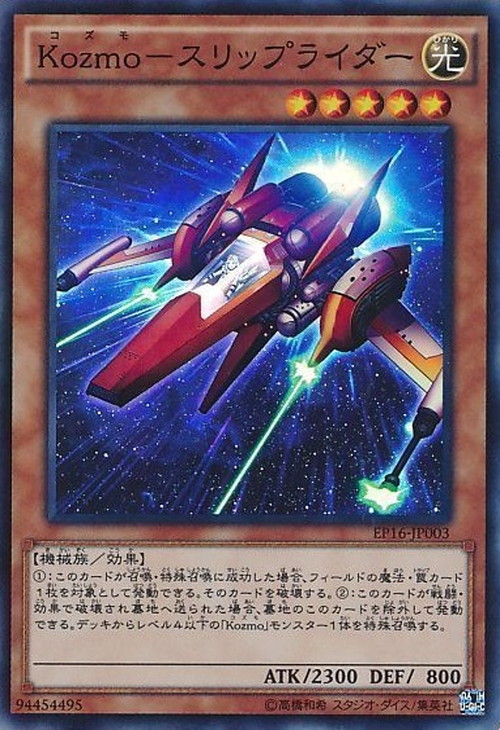 コズモ
Kozmo－スリップライダー
ひかり
光
EP16-JP003
【機械族／効果】
①：このカードが召喚・特殊召喚に成功した場合、フィールドの魔法・罠カード
1枚を対象として発動できる。そのカードを破壊する。②：このカードが戦闘・
効果で破壊され墓地へ送られた場合、墓地のこのカードを除外して発動
できる。デッキからレベル4以下の「Kozmo」モンスター1体を特殊召喚する。
ATK/2300 DEF/ 800
94454495
©高橋和希 スタジオ・ダイス/集英社